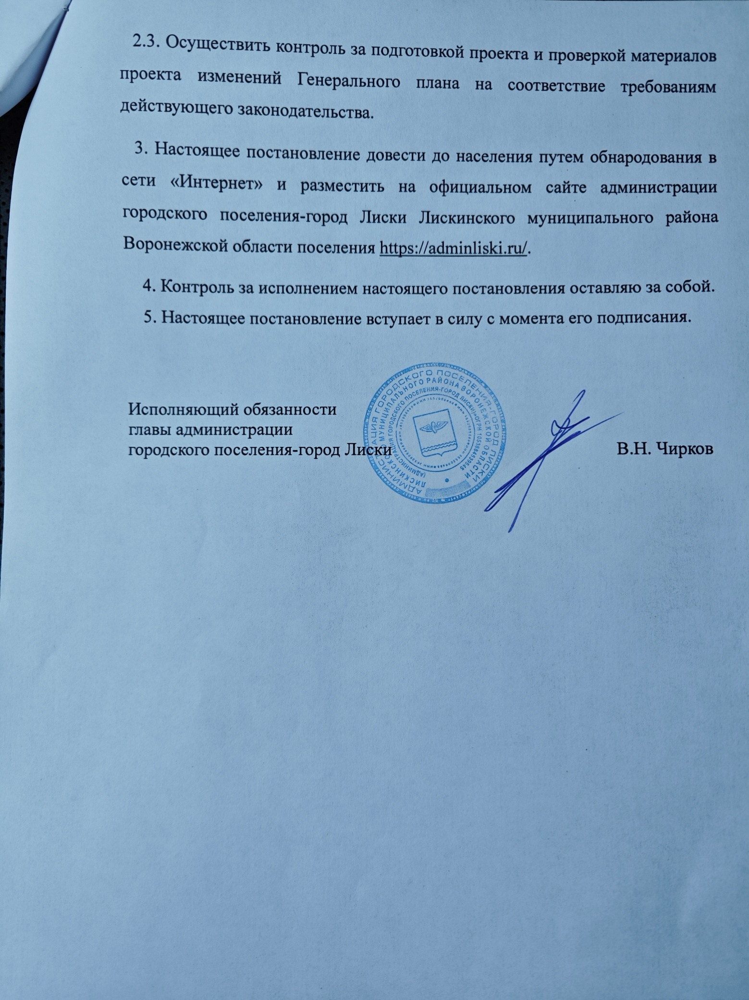 2.3. Осуществить контроль за подготовкой проекта и проверкой материалов
проекта изменений Генерального плана на соответствие требованиям
действующего законодательства.
3. Настоящее постановление довести до населения путем обнародования в
сети «Интернет» и разместить на официальном сайте администрации
городского поселения-город Лиски Лискинского муниципального района
Воронежской области поселения https://adminliski.ru/.
4. Контроль за исполнением настоящего постановления оставляю за собой.
5. Настоящее постановление вступает в силу с момента его подписания.
Исполняющий обязанности
главы администрации
городского поселения-город Лиски
В.Н. Чирков
АДМИНИСТРАЦИЯ ГОРОДСКОГО ПОСЕЛЕНИЯ-ГОРОД ЛИСКИ
ЛИСКИНСКОГО МУНИЦИПАЛЬНОГО РАЙОНА ВОРОНЕЖСКОЙ ОБЛАСТИ
(АДМИНИСТРАЦИЯ ГОРОДСКОГО ПОСЕЛЕНИЯ-ГОРОД ЛИСКИ)